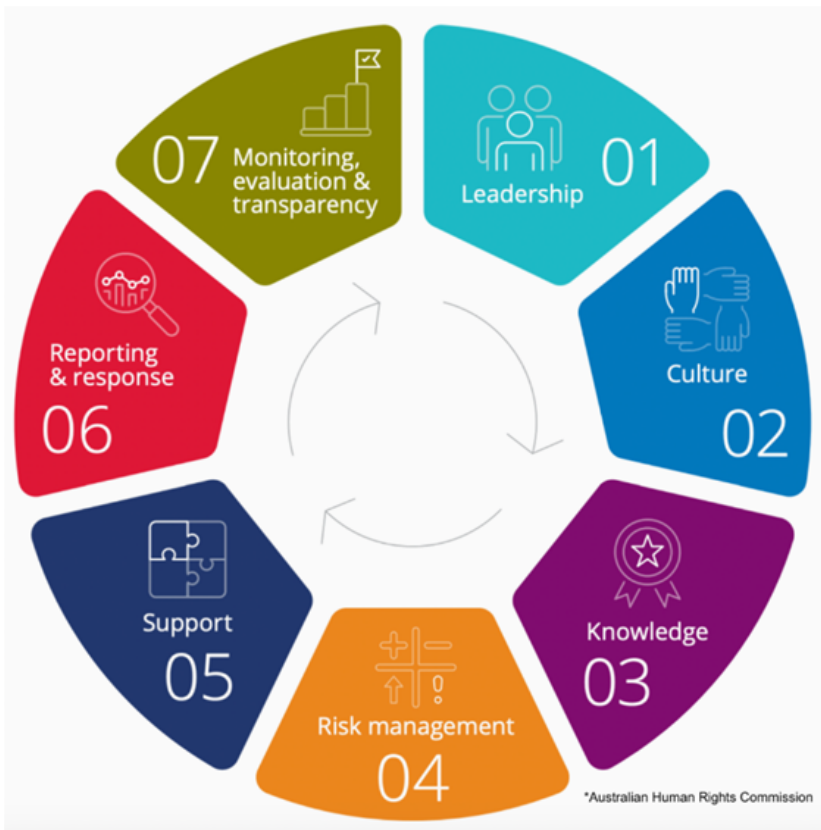 01
Leadership
02
Culture
03
Knowledge
04
Risk management
05
Support
06
Reporting
& response
07
Monitoring,
evaluation &
transparency
*Australian Human Rights Commission